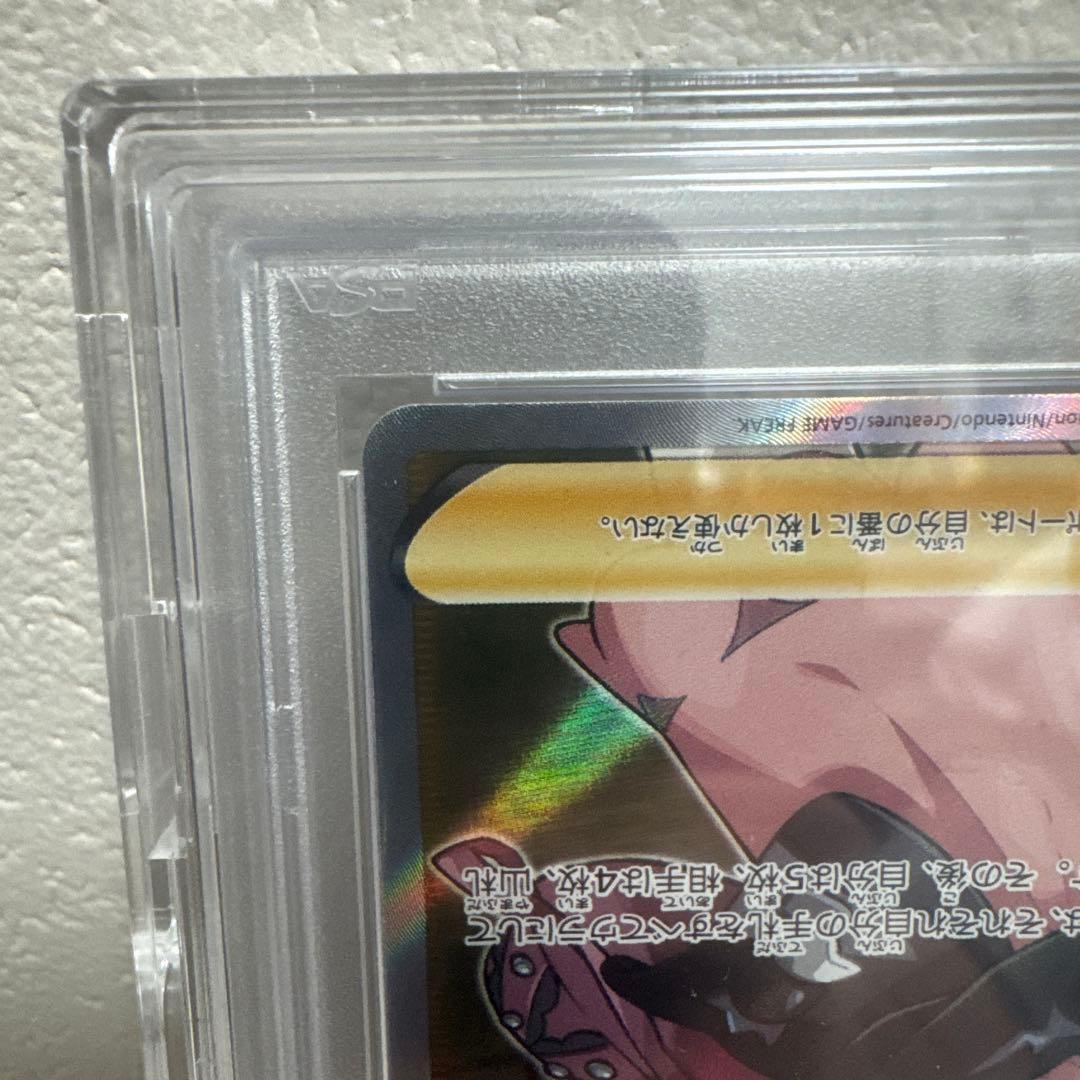 PSA
は、それぞれ自分の手札をすべてウラにして
。その後、自分は5枚、相手は4枚、山札
ートは、自分の番に1枚しか使えない。
on/Nintendo/Creatures/GAME FREAK